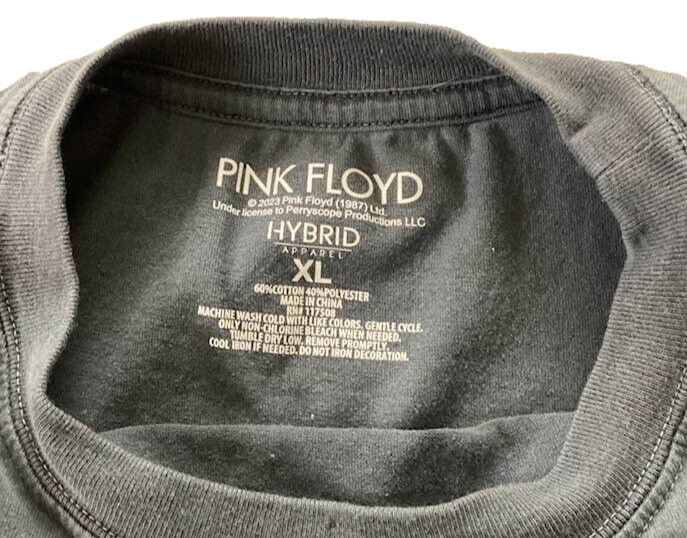 PINK FLOYD
© 2023 Pink Floyd (1987) Ltd.
Under license to Perryscope Productions LLC
HYBRID
APPAREL
XL
60%COTTON 40%POLYESTER
MADE IN CHINA
RN# 117508
MACHINE WASH COLD WITH LIKE COLORS, GENTLE CYCLE.
ONLY NON-CHLORINE BLEECH WHEN NEEDED.
TUMBLE DRY LOW. REMOVE PROMPTLY.
COOL IRON IF NEEDED. DO NOT IRON DECORATION.